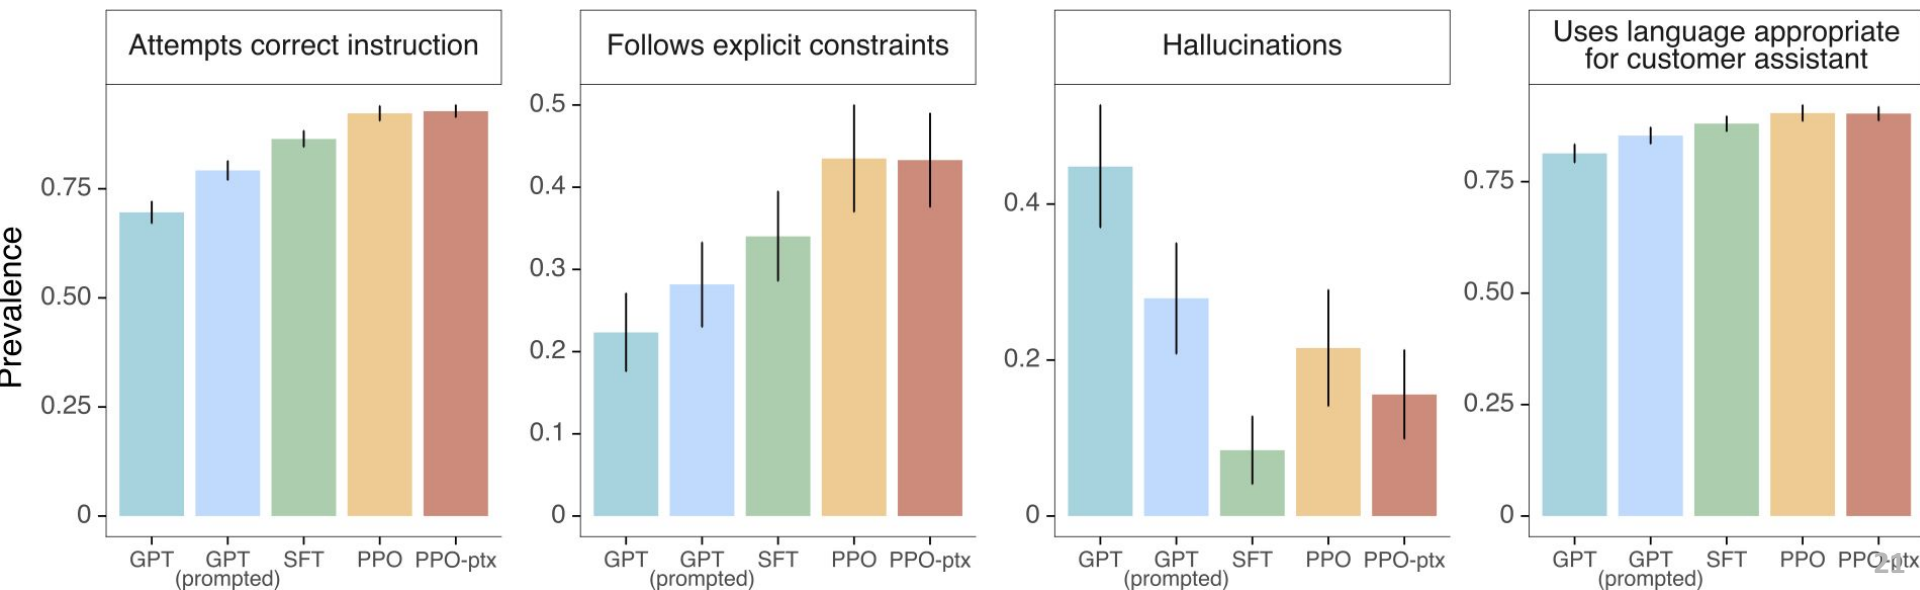 Attempts correct instruction
Follows explicit constraints
Hallucinations
Uses language appropriate
for customer assistant
Prevalence
0.75
0.50
0.25
0
GPT
GPT
(prompted)
SFT
PPO
PPO-ptx
0.5
0.4
0.3
0.2
0.1
0
GPT
GPT
(prompted)
SFT
PPO
PPO-ptx
0.4
0.2
0
GPT
GPT
(prompted)
SFT
PPO
PPO-ptx
0.75
0.50
0.25
0
GPT
GPT
(prompted)
SFT
PPO
PPO-ptx
21